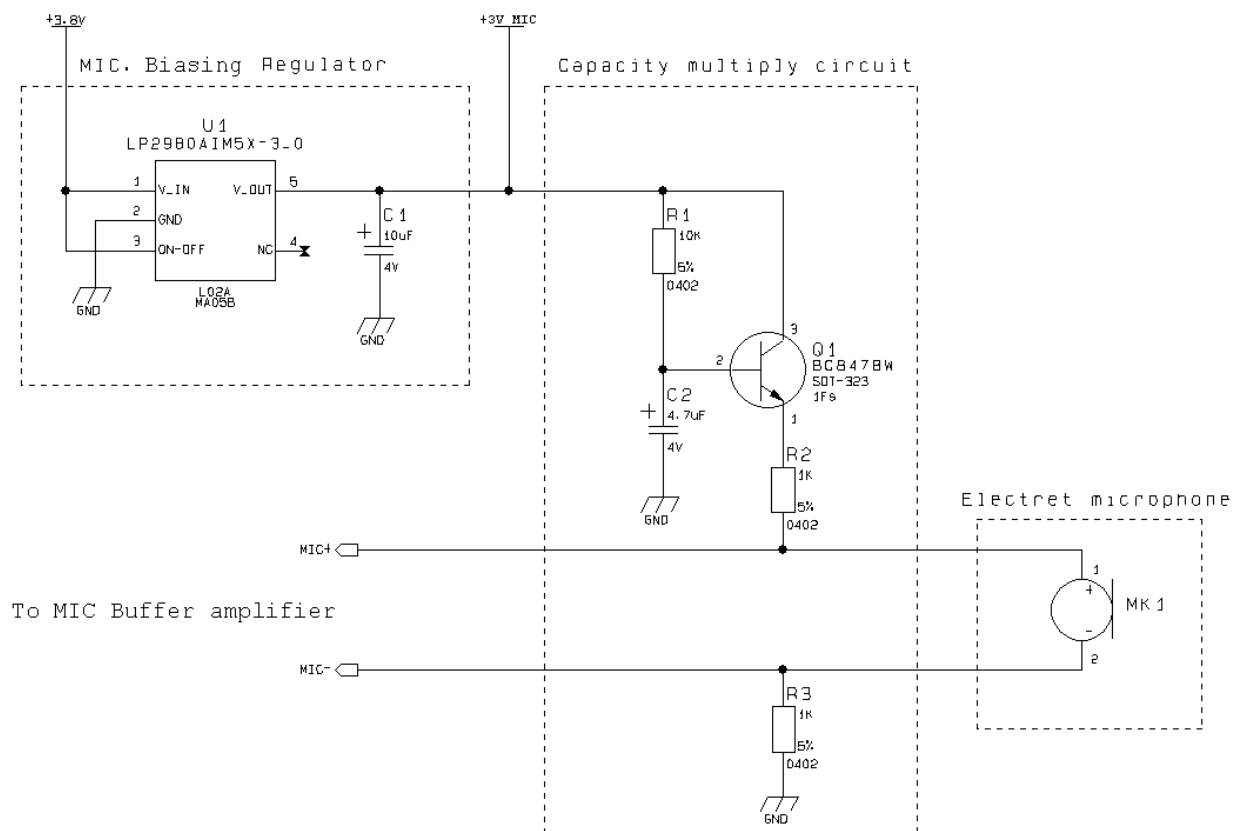 +3.8V
+3V MIC
MIC. Biasing Regulator
Capacity multiply circuit
U1
LP2980AIM5X-3.0
1
V_IN
V_OUT
5
2
GND
3
ON-OFF
NC
4
L02A
MA05B
GND
C1
10uF
4V
GND
R1
10K
5%
0402
2
3
Q1
BC847BW
SOT-323
1Fs
1
C2
4.7uF
4V
GND
R2
1K
5%
0402
Electret microphone
MIC+
1
+
MK1
-
2
To MIC Buffer amplifier
MIC-
R3
1K
5%
0402
GND